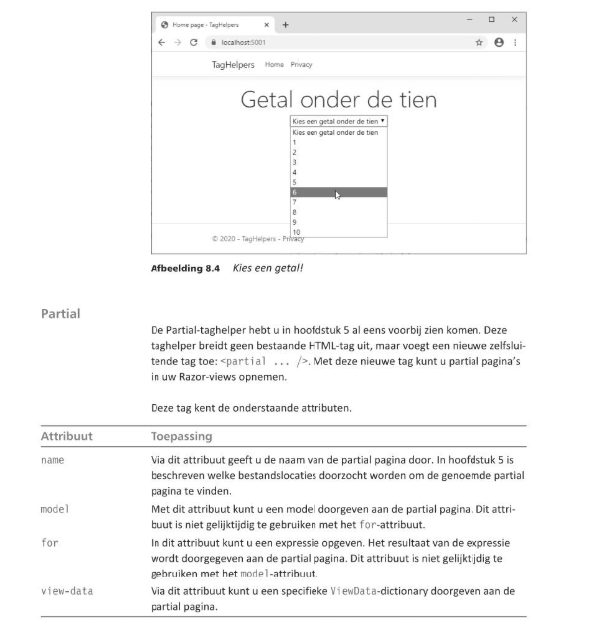 Home page - TagHelpers
localhost:5001
TagHelpers Home Privacy
Getal onder de tien
Kies een getal onder de tien
Kies een getal onder de tien
1
2
3
4
5
6
7
8
9
10
© 2020 - TagHelpers - Privacy
Afbeelding 8.4 Kies een getal!
Partial
De Partial-taghelper hebt u in hoofdstuk 5 al eens voorbij zien komen. Deze
taghelper breidt geen bestaande HTML-tag uit, maar voegt een nieuwe zelfslui-
tende tag toe: <partial ... />. Met deze nieuwe tag kunt u partial pagina's
in uw Razor-views opnemen.
Deze tag kent de onderstaande attributen.
Attribuut Toepassing
name Via dit attribuut geeft u de naam van de partial pagina door. In hoofdstuk 5 is
beschreven welke bestandslocaties doorzocht worden om de genoemde partial
pagina te vinden.
model Met dit attribuut kunt u een model doorgeven aan de partial pagina. Dit attri-
buut is niet gelijktijdig te gebruiken met het for-attribuut.
for In dit attribuut kunt u een expressie opgeven. Het resultaat van de expressie
wordt doorgegeven aan de partial pagina. Dit attribuut is niet gelijktijdig te
gebruiken met het model-attribuut.
view-data Via dit attribuut kunt u een specifieke ViewData-dictionary doorgeven aan de
partial pagina.